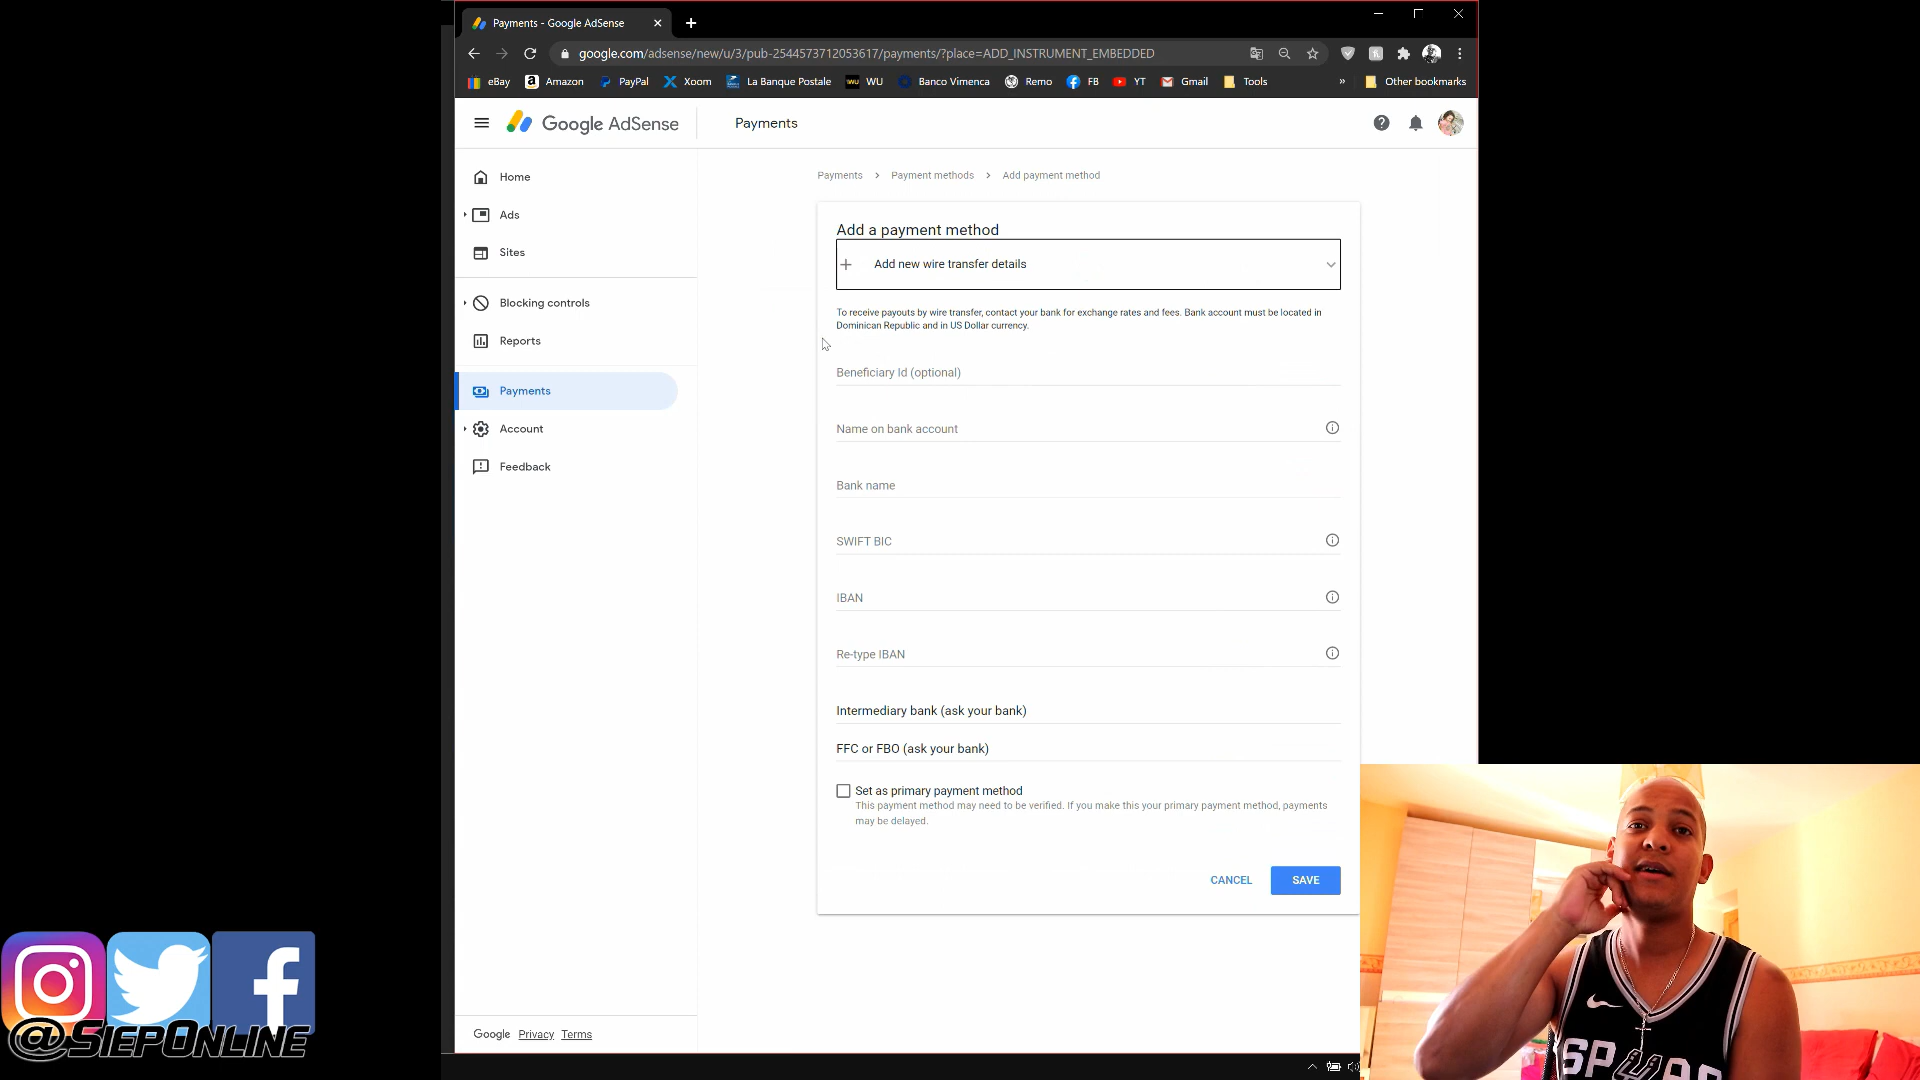 Payments - Google AdSense
google.com/adsense/new/u/3/pub-2544573712053617/payments/?place=ADD_INSTRUMENT_EMBEDDED
eBay Amazon PayPal Xoom La Banque Postale WU Banco Vimenca Remo FB YT Gmail Tools » Other bookmarks
Google AdSense
Payments
Home
Ads
Sites
Blocking controls
Reports
Payments
Account
Feedback
Google Privacy Terms
Payments > Payment methods > Add payment method
Add a payment method
Add new wire transfer details
To receive payouts by wire transfer, contact your bank for exchange rates and fees. Bank account must be located in
Dominican Republic and in US Dollar currency.
Beneficiary Id (optional)
Name on bank account
Bank name
SWIFT BIC
IBAN
Re-type IBAN
Intermediary bank (ask your bank)
FFC or FBO (ask your bank)
Set as primary payment method
This payment method may need to be verified. If you make this your primary payment method, payments
may be delayed.
CANCEL SAVE
@SIEPONLINE
SPURS